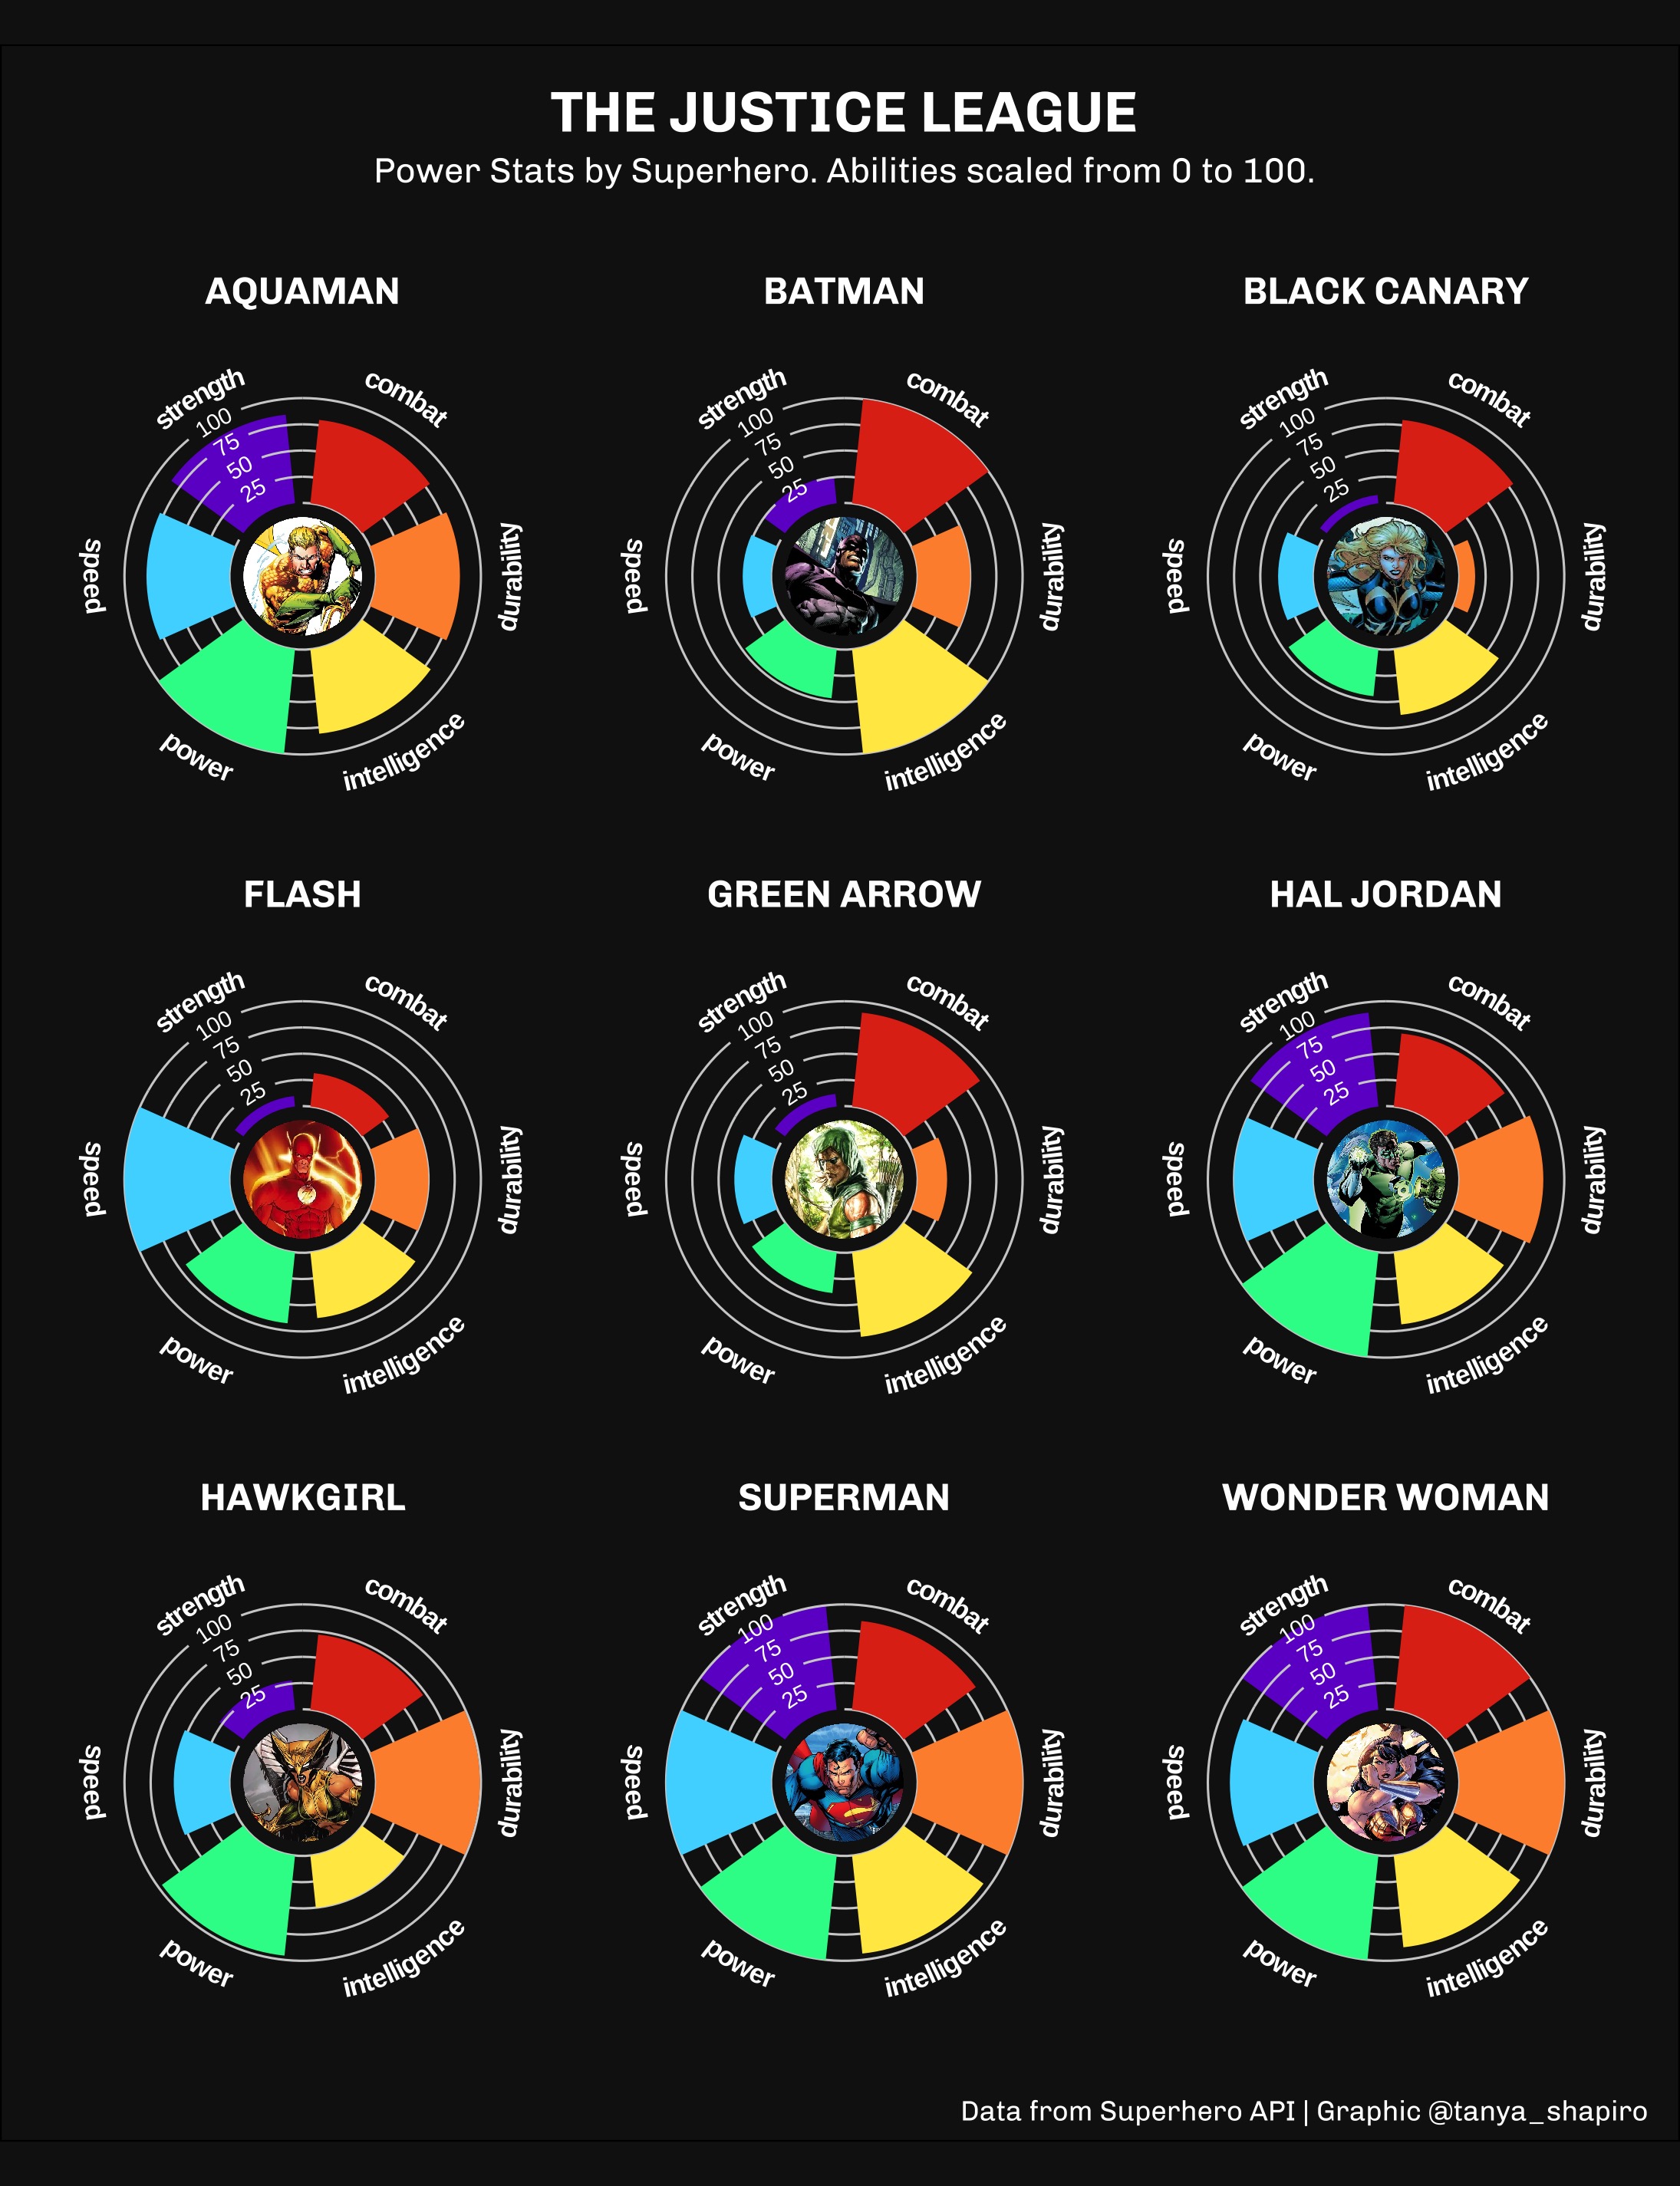 THE JUSTICE LEAGUE
Power Stats by Superhero. Abilities scaled from 0 to 100.
AQUAMAN
strength
combat
durability
intelligence
power
speed
100
75
50
25
BATMAN
strength
combat
durability
intelligence
power
speed
100
75
50
25
BLACK CANARY
strength
combat
durability
intelligence
power
speed
100
75
50
25
FLASH
strength
combat
durability
intelligence
power
speed
100
75
50
25
GREEN ARROW
strength
combat
durability
intelligence
power
speed
100
75
50
25
HAL JORDAN
strength
combat
durability
intelligence
power
speed
100
75
50
25
HAWKGIRL
strength
combat
durability
intelligence
power
speed
100
75
50
25
SUPERMAN
strength
combat
durability
intelligence
power
speed
100
75
50
25
WONDER WOMAN
strength
combat
durability
intelligence
power
speed
100
75
50
25
Data from Superhero API | Graphic @tanya_shapiro